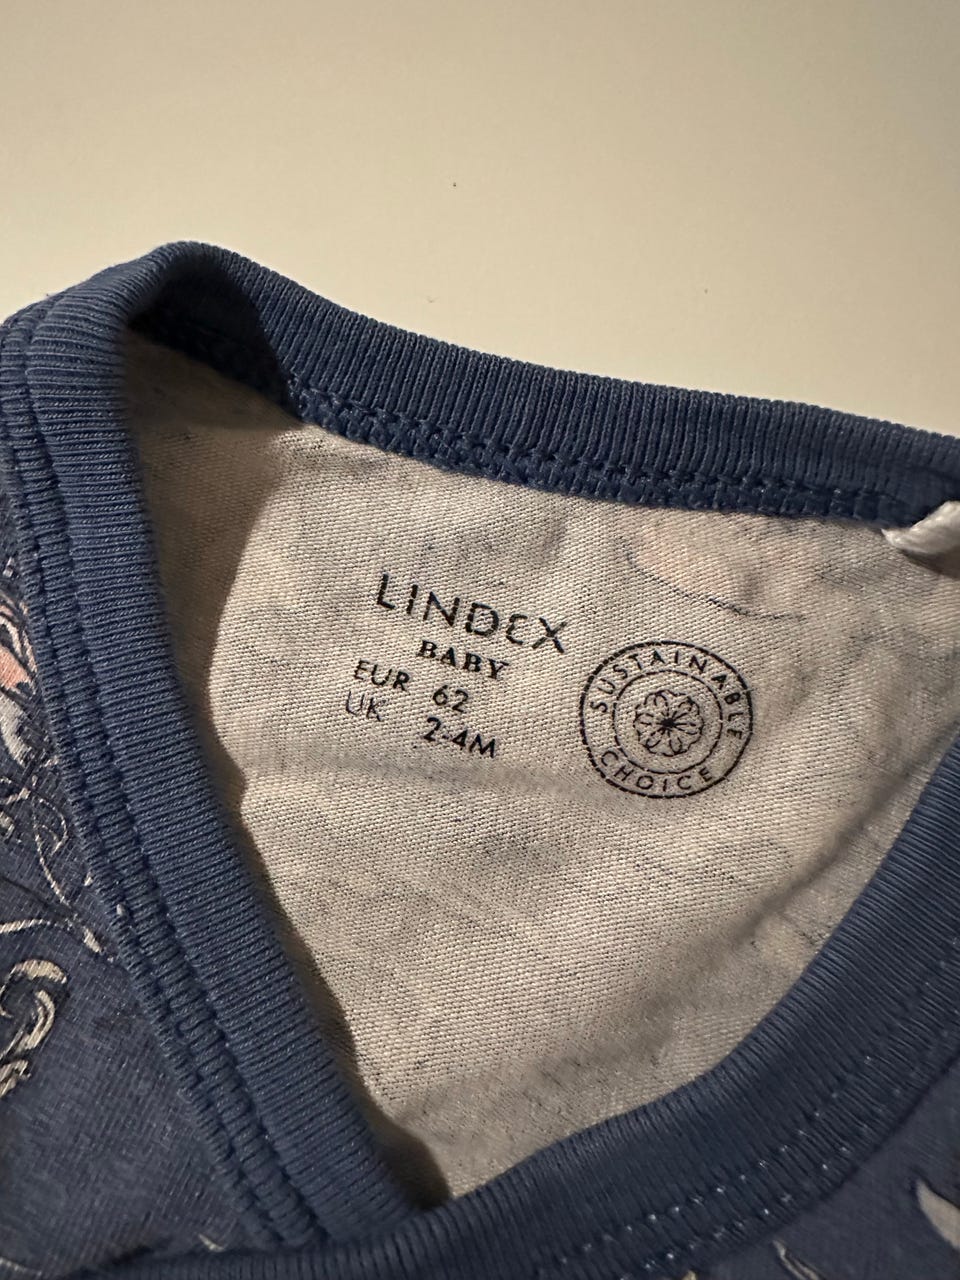 LINDEX
BABY
EUR 62
UK 2-4M
SUSTAINABLE
CHOICE